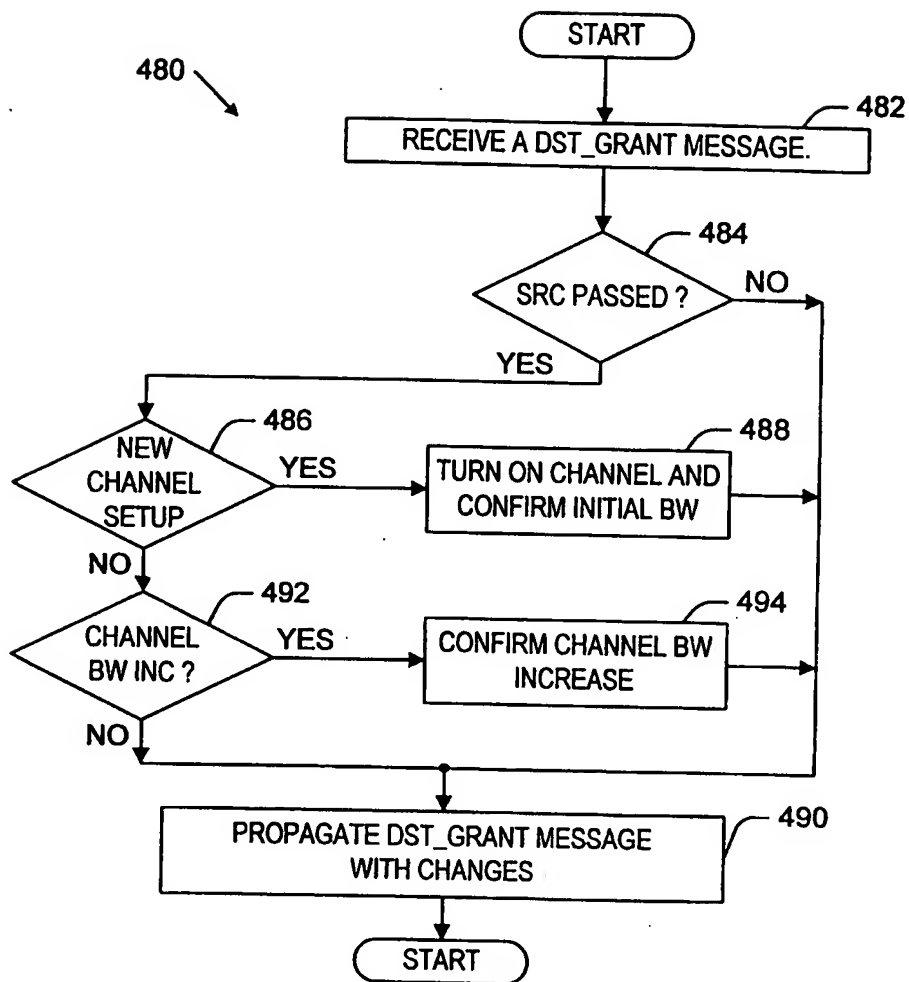 START
480
482
RECEIVE A DST_GRANT MESSAGE.
484
SRC PASSED ?
NO
YES
486
NEW
CHANNEL
SETUP
YES
488
TURN ON CHANNEL AND
CONFIRM INITIAL BW
NO
492
CHANNEL
BW INC ?
YES
494
CONFIRM CHANNEL BW
INCREASE
NO
490
PROPAGATE DST_GRANT MESSAGE
WITH CHANGES
START